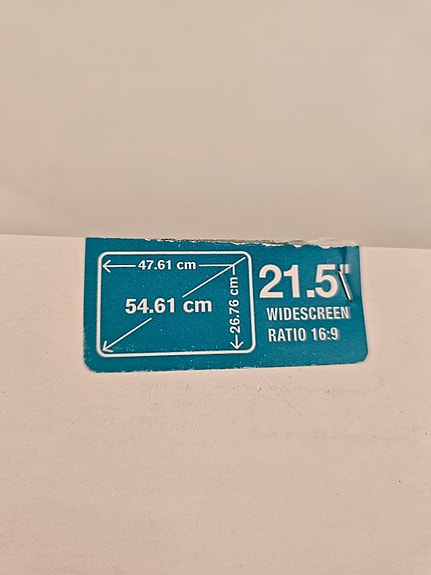 47.61 cm
54.61 cm
26.76 cm
21.5"
WIDESCREEN
RATIO 16:9